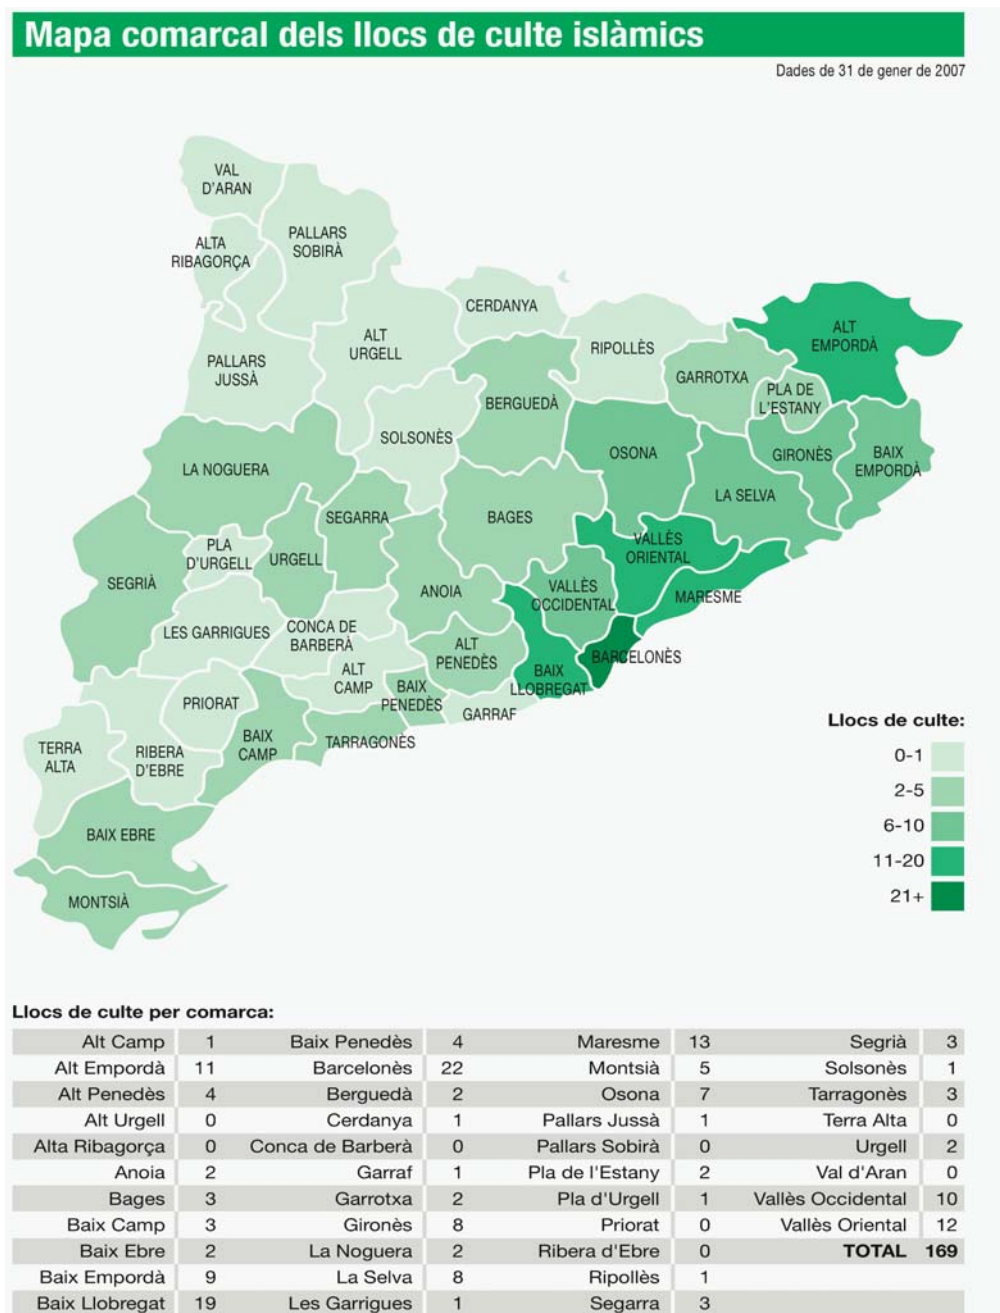 Mapa comarcal dels llocs de culte islàmics
Dades de 31 de gener de 2007
VAL
D'ARAN
PALLARS
SOBIRÀ
ALTA
RIBAGORÇA
CERDANYA
ALT
URGELL
RIPOLLÈS
ALT
EMPORDÀ
PALLARS
JUSSÀ
GARROTXA
PLA DE
L'ESTANY
BERGUEDÀ
SOLSONÈS
OSONA
GIRONÈS
BAIX
EMPORDÀ
LA NOGUERA
LA SELVA
SEGARRA
BAGES
PLA
D'URGELL
URGELL
VALLÈS
ORIENTAL
SEGRIÀ
ANOIA
VALLÈS
OCCIDENTAL
MARESME
LES GARRIGUES
CONCA DE
BARBERÀ
ALT
PENEDÈS
BARCELONÈS
ALT
CAMP
BAIX
PENEDÈS
BAIX
LLOBREGAT
PRIORAT
GARRAF
BAIX
CAMP
TARRAGONÈS
TERRA
ALTA
RIBERA
D'EBRE
BAIX EBRE
MONTSIÀ
Llocs de culte:
0-1
2-5
6-10
11-20
21+
Llocs de culte per comarca:
Alt Camp 1 Baix Penedès 4 Maresme 13 Segrià 3
Alt Empordà 11 Barcelonès 22 Montsià 5 Solsonès 1
Alt Penedès 4 Berguedà 2 Osona 7 Tarragonès 3
Alt Urgell 0 Cerdanya 1 Pallars Jussà 1 Terra Alta 0
Alta Ribagorça 0 Conca de Barberà 0 Pallars Sobirà 0 Urgell 2
Anoia 2 Garraf 1 Pla de l'Estany 2 Val d'Aran 0
Bages 3 Garrotxa 2 Pla d'Urgell 1 Vallès Occidental 10
Baix Camp 3 Gironès 8 Priorat 0 Vallès Oriental 12
Baix Ebre 2 La Noguera 2 Ribera d'Ebre 0 TOTAL 169
Baix Empordà 9 La Selva 8 Ripollès 1
Baix Llobregat 19 Les Garrigues 1 Segarra 3